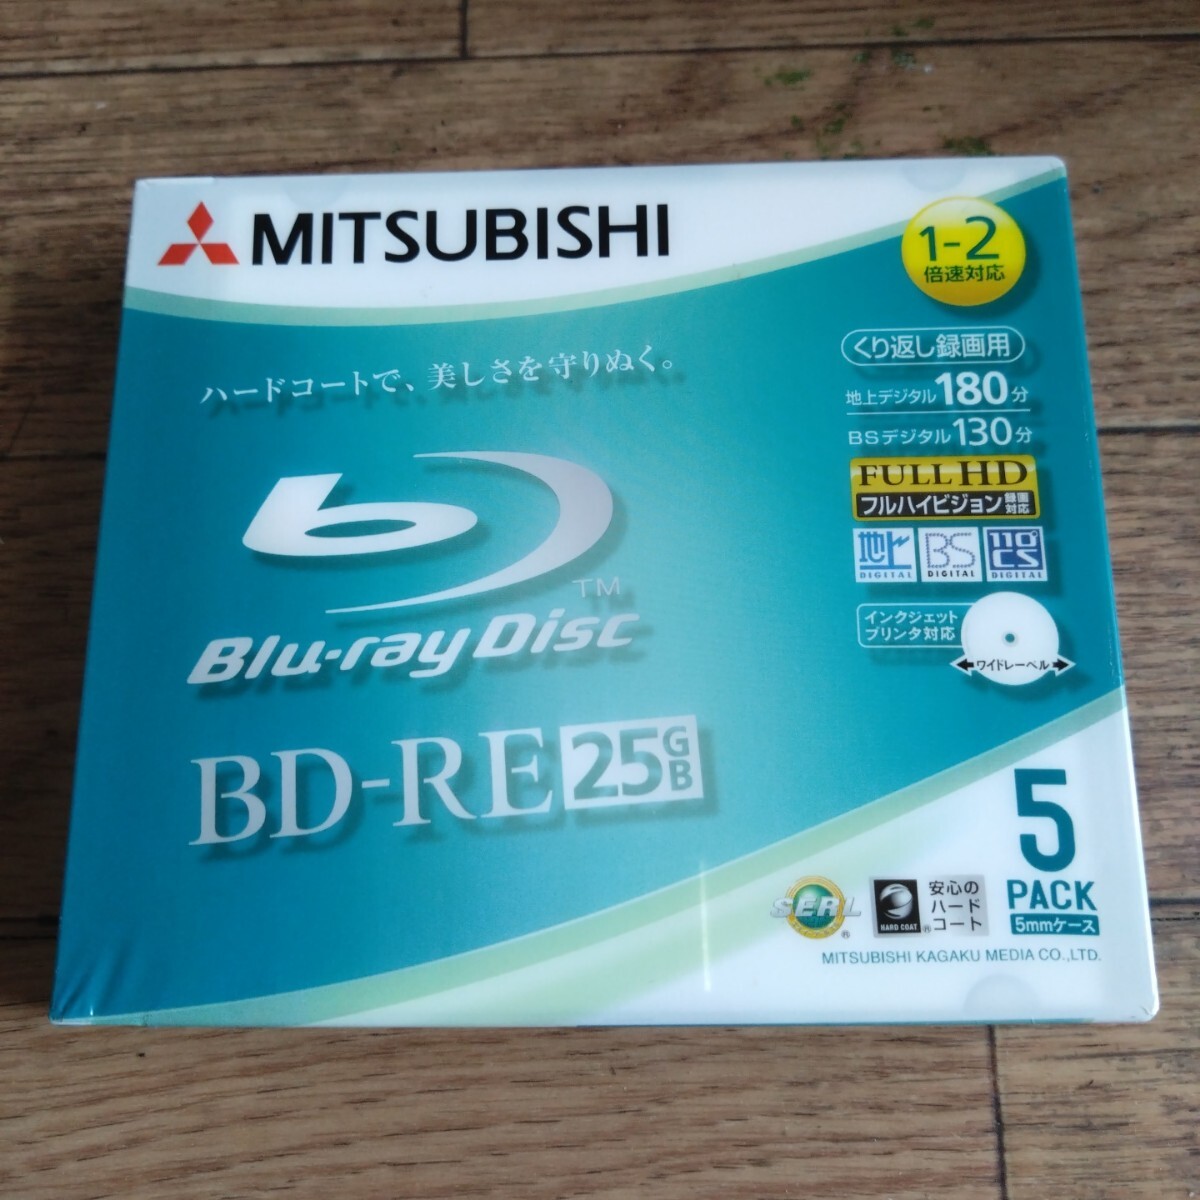 MITSUBISHI
1-2
倍速対応
ハードコートで、美しさを守りぬく。
くり返し録画用
地上デジタル180分
BSデジタル130分
FULL HD
フルハイビジョン録画対応
地上
DIGITAL
BS
DIGITAL
110°
CS
DIGITAL
インクジェット
プリンタ対応
ワイドレーベル
TM
Blu-ray Disc
BD-RE 25GB
5
PACK
5mmケース
SERL
®
HARD COAT
®
安心の
ハード
コート
MITSUBISHI KAGAKU MEDIA CO.,LTD.